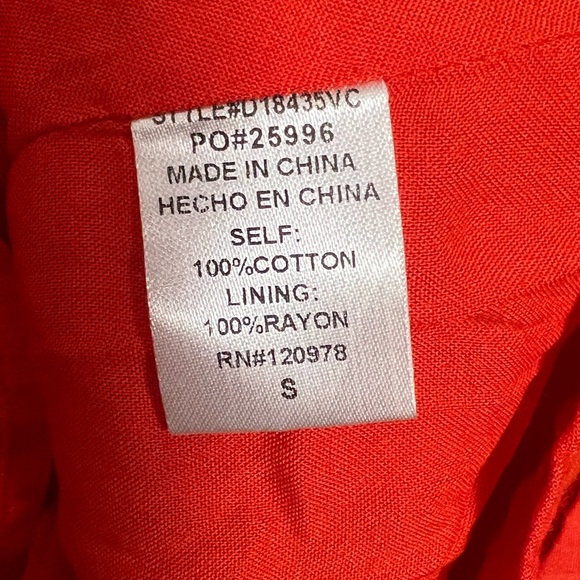 STYLE#D18435VC
PO#25996
MADE IN CHINA
HECHO EN CHINA
SELF:
100%COTTON
LINING:
100%RAYON
RN#120978
S